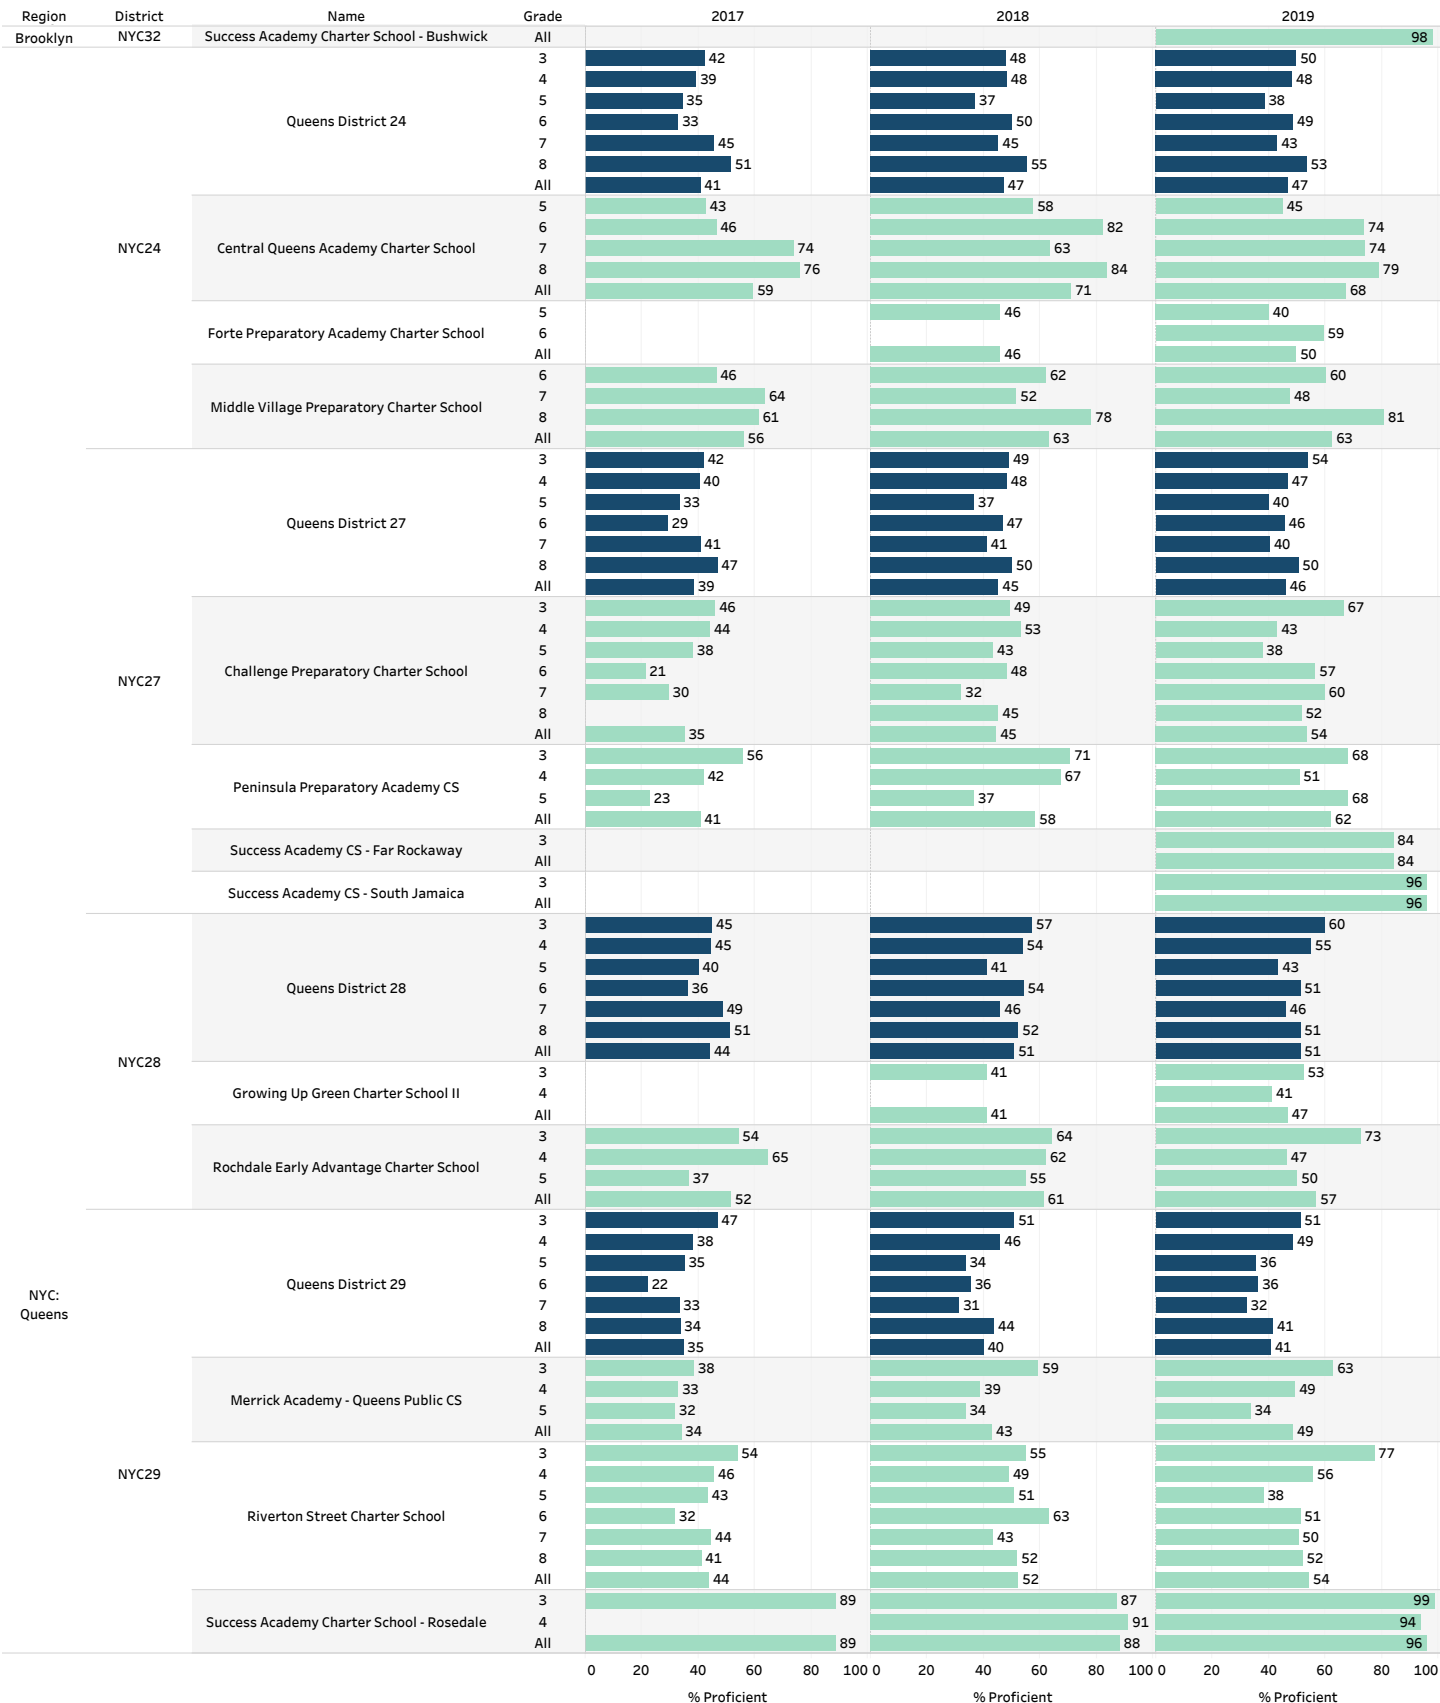 Region District Name Grade 2017 2018 2019
Brooklyn NYC32 Success Academy Charter School - Bushwick All 98
NYC: Queens
NYC24
Queens District 24
3 42 48 50
4 39 48 48
5 35 37 38
6 33 50 49
7 45 45 43
8 51 55 53
All 41 47 47
Central Queens Academy Charter School
5 43 58 45
6 46 82 74
7 74 63 74
8 76 84 79
All 59 71 68
Forte Preparatory Academy Charter School
5 46 40
6 59
All 46 50
Middle Village Preparatory Charter School
6 46 62 60
7 64 52 48
8 61 78 81
All 56 63 63
NYC27
Queens District 27
3 42 49 54
4 40 48 47
5 33 37 40
6 29 47 46
7 41 41 40
8 47 50 50
All 39 45 46
Challenge Preparatory Charter School
3 46 49 67
4 44 53 43
5 38 43 38
6 21 48 57
7 30 32 60
8 45 52
All 35 45 54
Peninsula Preparatory Academy CS
3 56 71 68
4 42 67 51
5 23 37 68
All 41 58 62
Success Academy CS - Far Rockaway
3 84
All 84
Success Academy CS - South Jamaica
3 96
All 96
NYC28
Queens District 28
3 45 57 60
4 45 54 55
5 40 41 43
6 36 54 51
7 49 46 46
8 51 52 51
All 44 51 51
Growing Up Green Charter School II
3 41 53
4 41
All 41 47
Rochdale Early Advantage Charter School
3 54 64 73
4 65 62 47
5 37 55 50
All 52 61 57
NYC29
Queens District 29
3 47 51 51
4 38 46 49
5 35 34 36
6 22 36 36
7 33 31 32
8 34 44 41
All 35 40 41
Merrick Academy - Queens Public CS
3 38 59 63
4 33 39 49
5 32 34 34
All 34 43 49
Riverton Street Charter School
3 54 55 77
4 46 49 56
5 43 51 38
6 32 63 51
7 44 43 50
8 41 52 52
All 44 52 54
Success Academy Charter School - Rosedale
3 89 87 99
4 91 94
All 89 88 96
0 20 40 60 80 100 0 20 40 60 80 100 0 20 40 60 80 100
% Proficient % Proficient % Proficient